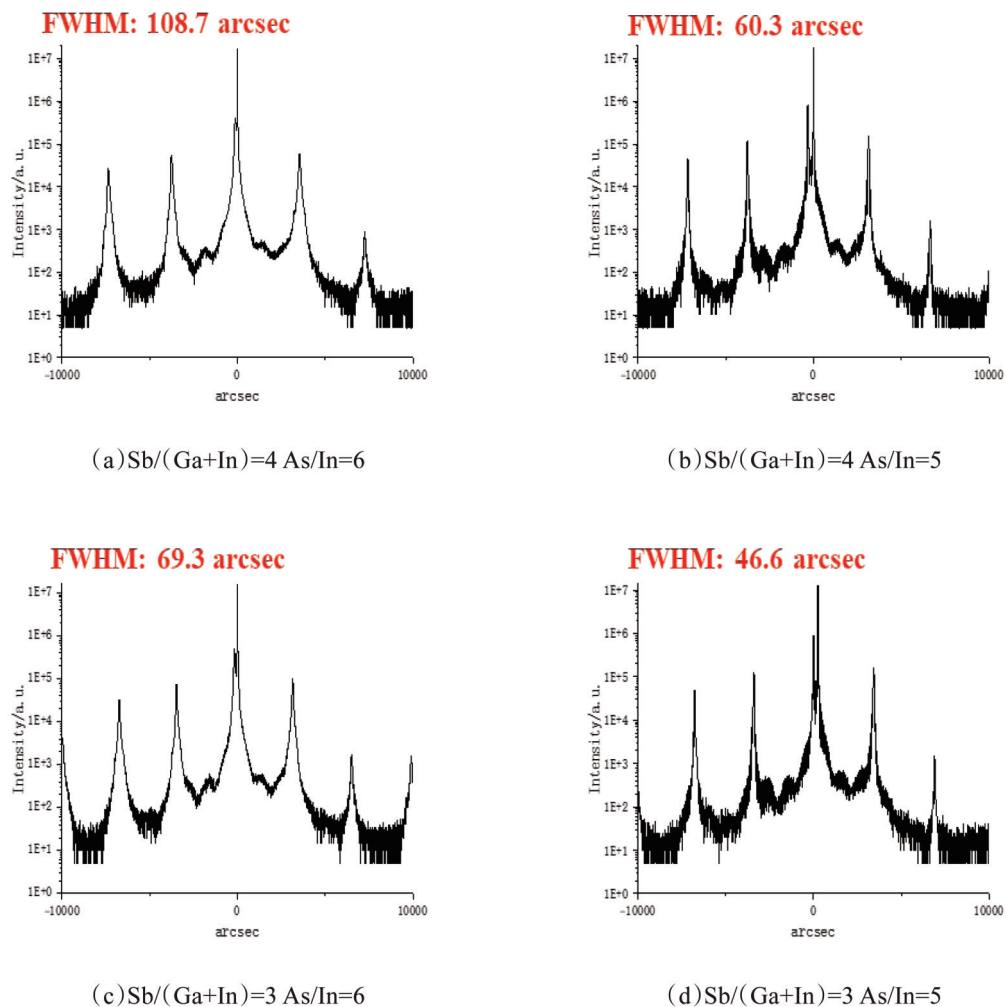 FWHM: 108.7 arcsec
1E+7
1E+6
1E+5
1E+4
1E+3
1E+2
1E+1
1E+0
Intensity/a.u.
-10000 0 10000
arcsec
(a)Sb/(Ga+In)=4 As/In=6
FWHM: 60.3 arcsec
1E+7
1E+6
1E+5
1E+4
1E+3
1E+2
1E+1
1E+0
Intensity/a.u.
-10000 0 10000
arcsec
(b)Sb/(Ga+In)=4 As/In=5
FWHM: 69.3 arcsec
1E+7
1E+6
1E+5
1E+4
1E+3
1E+2
1E+1
1E+0
Intensity/a.u.
-10000 0 10000
arcsec
(c)Sb/(Ga+In)=3 As/In=6
FWHM: 46.6 arcsec
1E+7
1E+6
1E+5
1E+4
1E+3
1E+2
1E+1
1E+0
Intensity/a.u.
-10000 0 10000
arcsec
(d)Sb/(Ga+In)=3 As/In=5